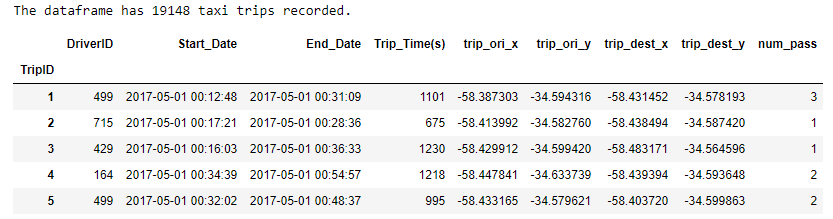 The dataframe has 19148 taxi trips recorded.
DriverID Start_Date End_Date Trip_Time(s) trip_ori_x trip_ori_y trip_dest_x trip_dest_y num_pass
TripID
1 499 2017-05-01 00:12:48 2017-05-01 00:31:09 1101 -58.387303 -34.594316 -58.431452 -34.578193 3
2 715 2017-05-01 00:17:21 2017-05-01 00:28:36 675 -58.413992 -34.582760 -58.438494 -34.587420 1
3 429 2017-05-01 00:16:03 2017-05-01 00:36:33 1230 -58.429912 -34.599420 -58.483171 -34.564596 1
4 164 2017-05-01 00:34:39 2017-05-01 00:54:57 1218 -58.447841 -34.633739 -58.439394 -34.593648 2
5 499 2017-05-01 00:32:02 2017-05-01 00:48:37 995 -58.433165 -34.579621 -58.403720 -34.599863 2